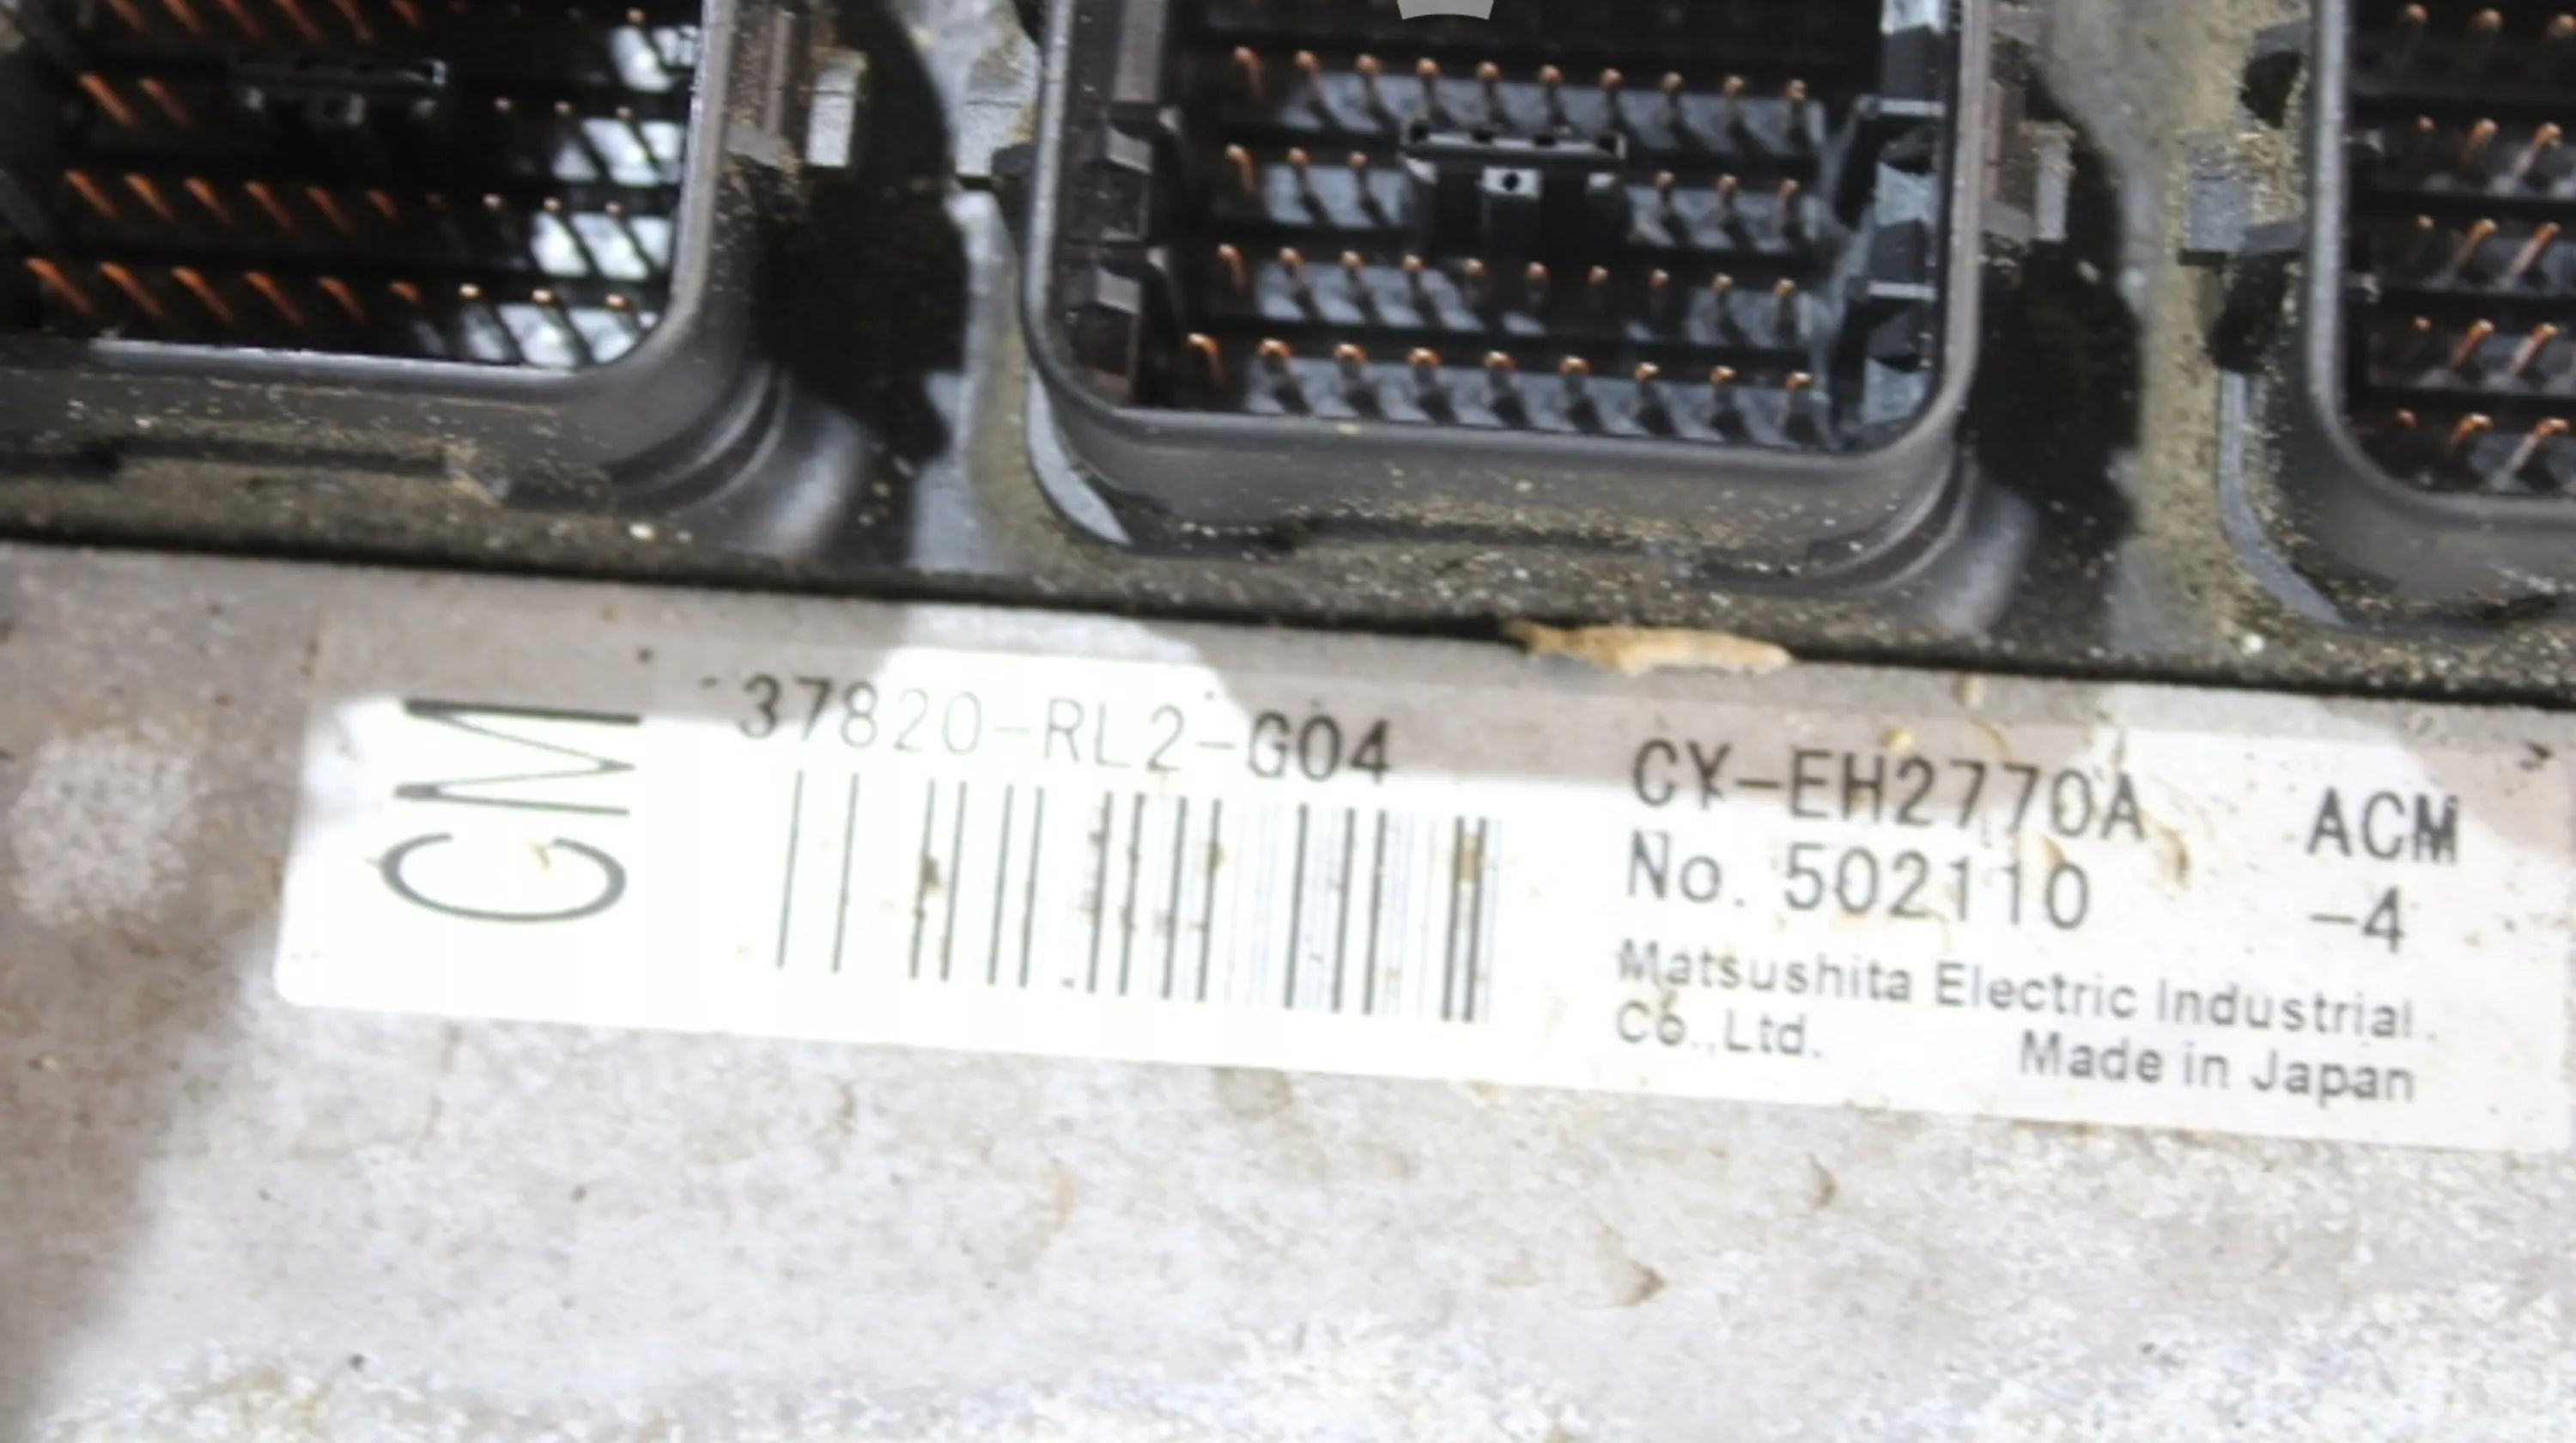 GM
37820-RL2-G04
CY-EH2770A ACM
No. 502110 -4
Matsushita Electric Industrial
Co.,Ltd. Made in Japan